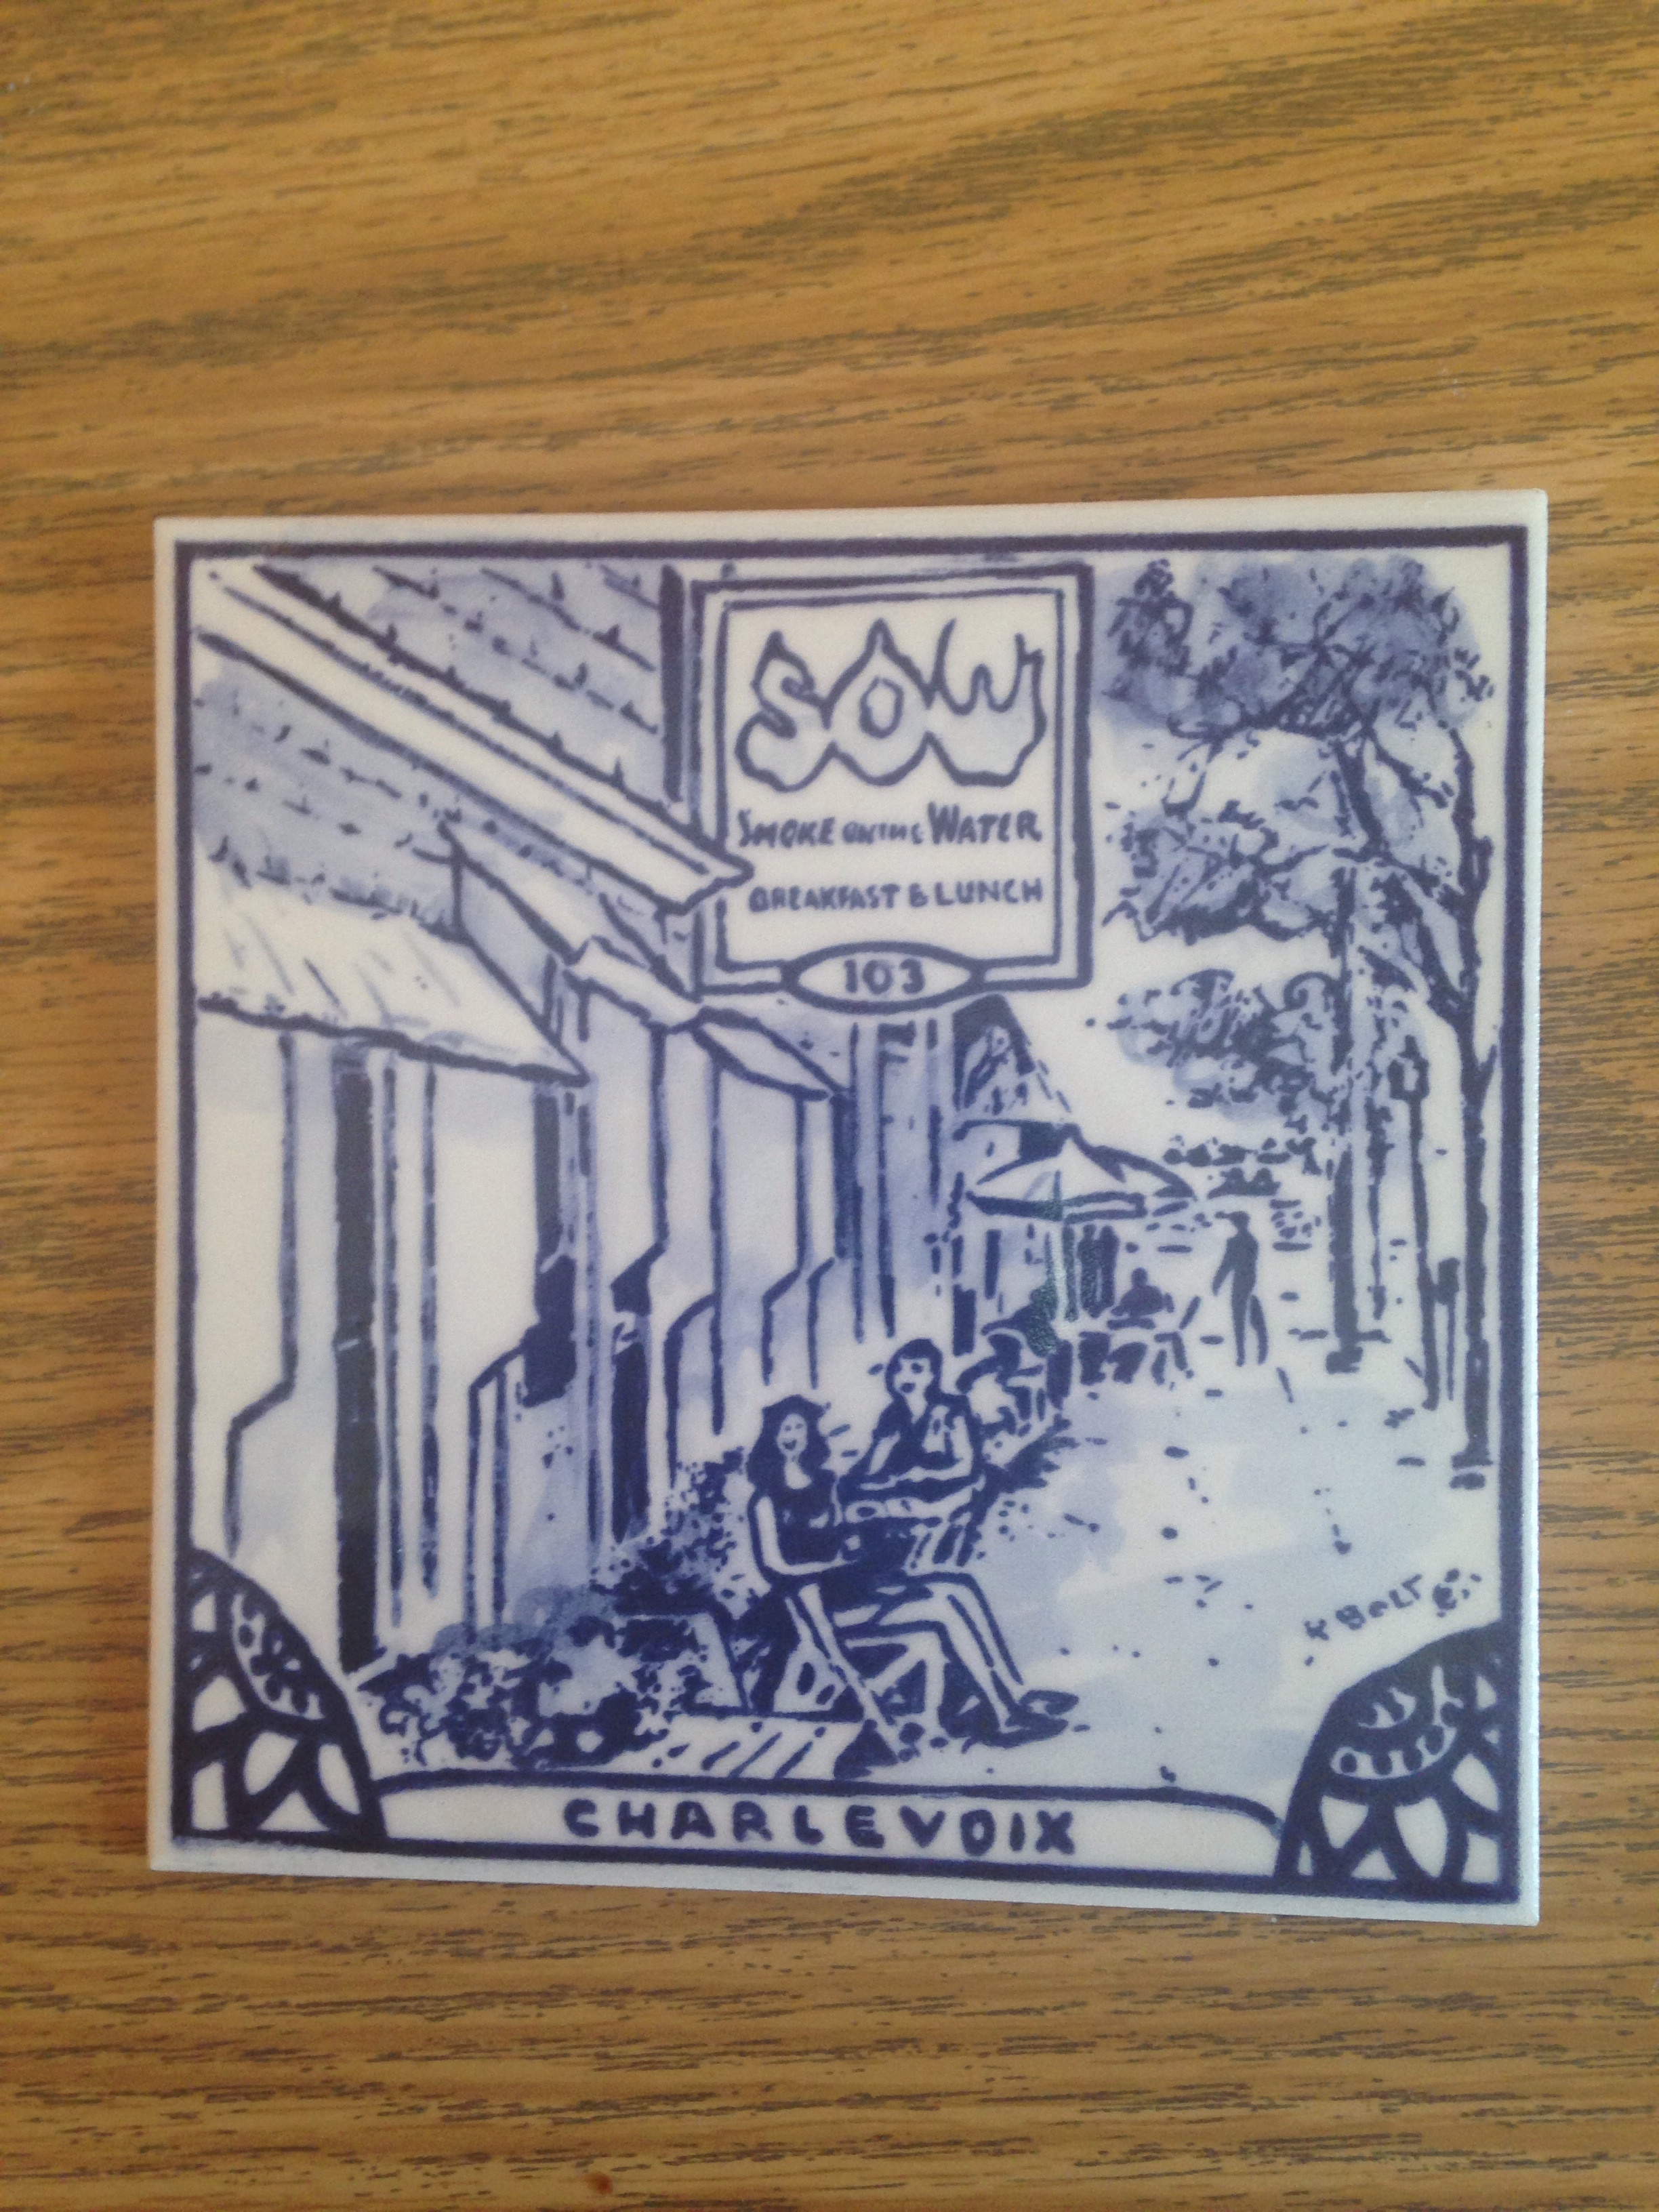 SOW
SMOKE ON THE WATER
BREAKFAST & LUNCH
103
CHARLEVOIX